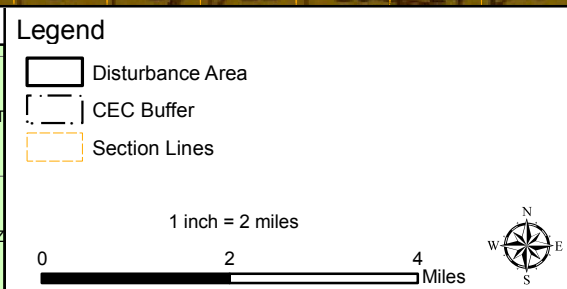 Legend
Disturbance Area
CEC Buffer
Section Lines
1 inch = 2 miles
0 2 4
Miles
N
W E
S